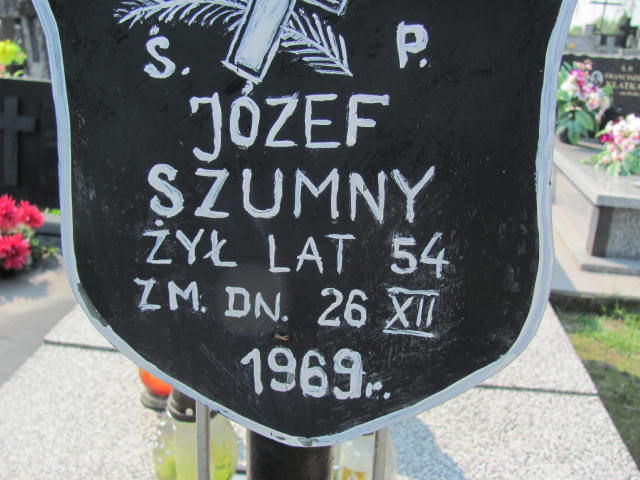 Ś. P.
JÓZEF
SZUMNY
ŻYŁ LAT 54
ZM. DN. 26 XII
1969r.